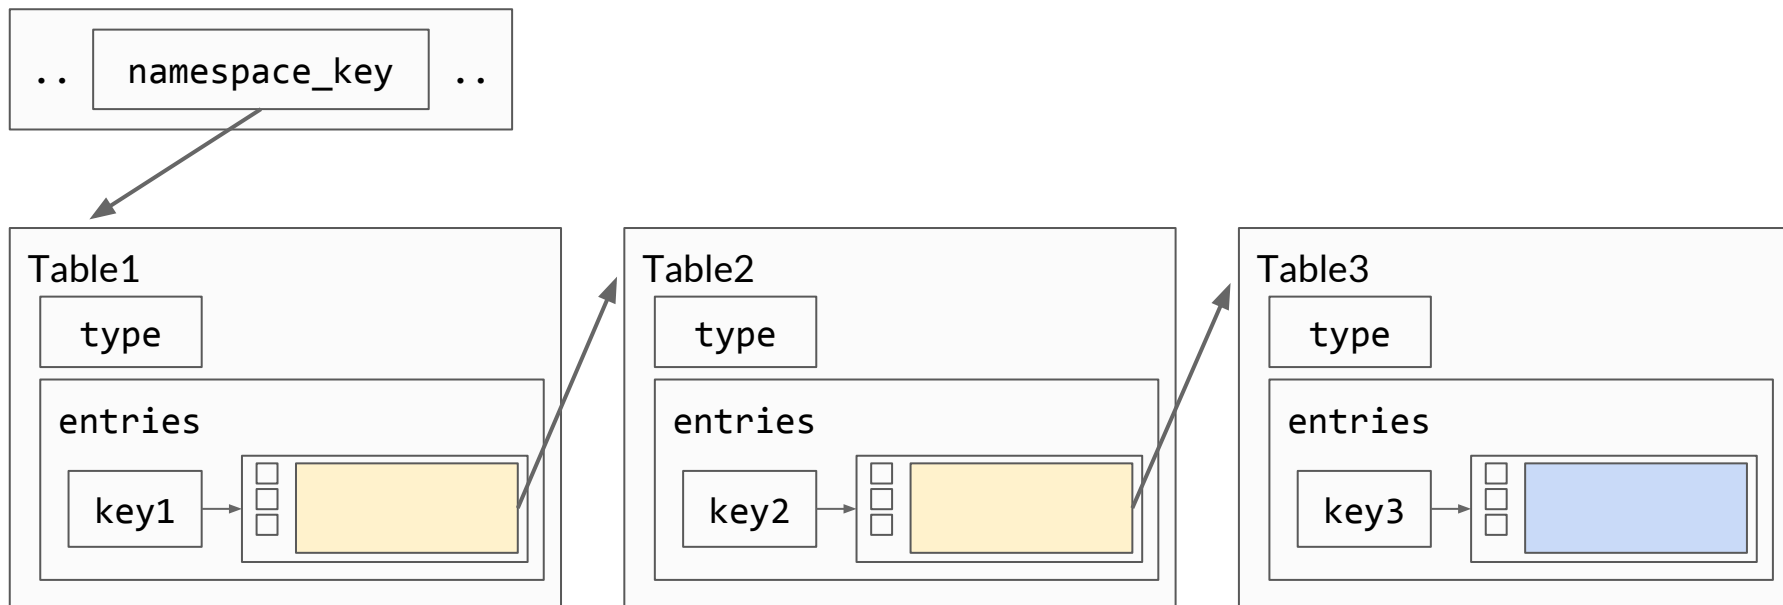 .. namespace_key ..
Table1
type
entries
key1
Table2
type
entries
key2
Table3
type
entries
key3